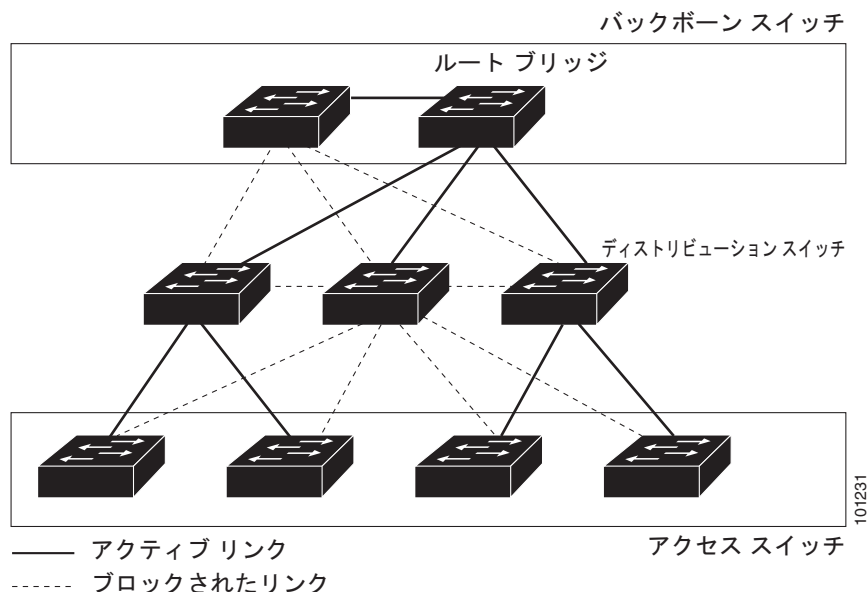 バックボーン スイッチ
ルート ブリッジ
ディストリビューション スイッチ
101231
アクセス スイッチ
アクティブ リンク
ブロックされたリンク